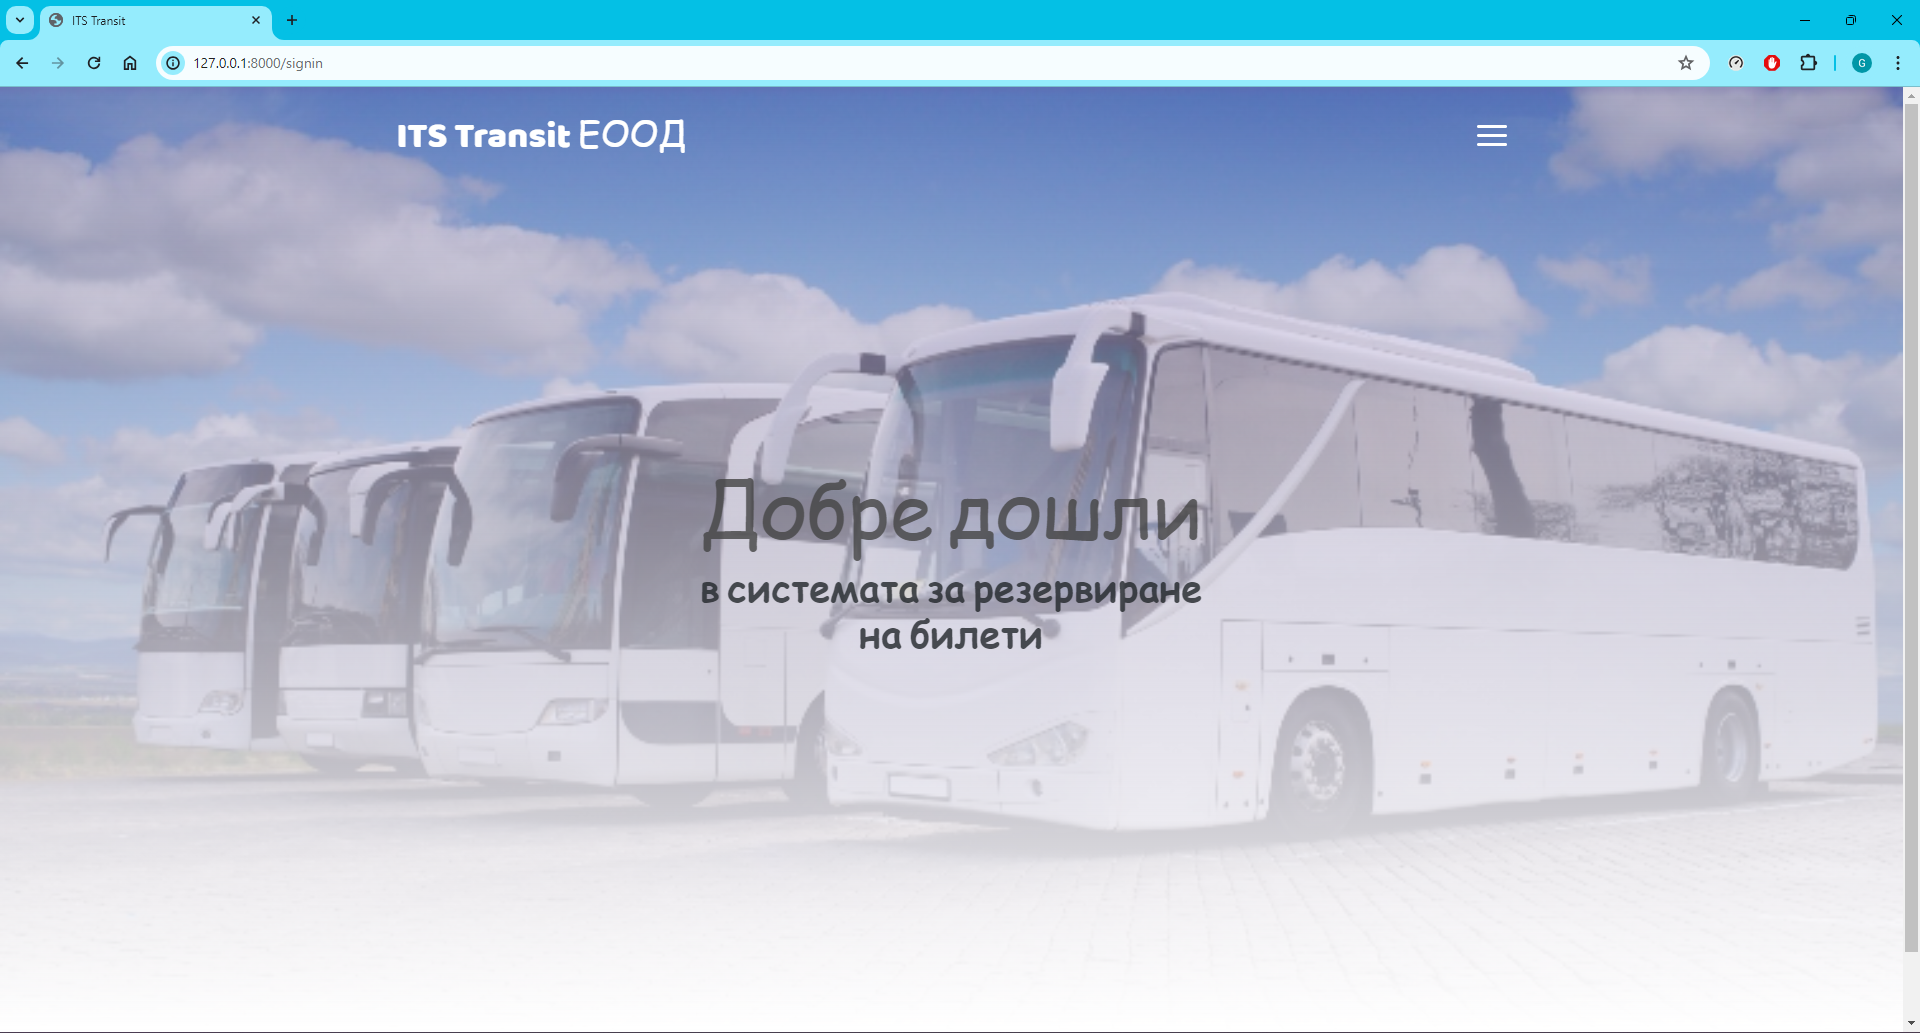 ITS Transit
127.0.0.1:8000/signin
G
ITS Transit ЕООД
Добре дошли
в системата за резервиране
на билети